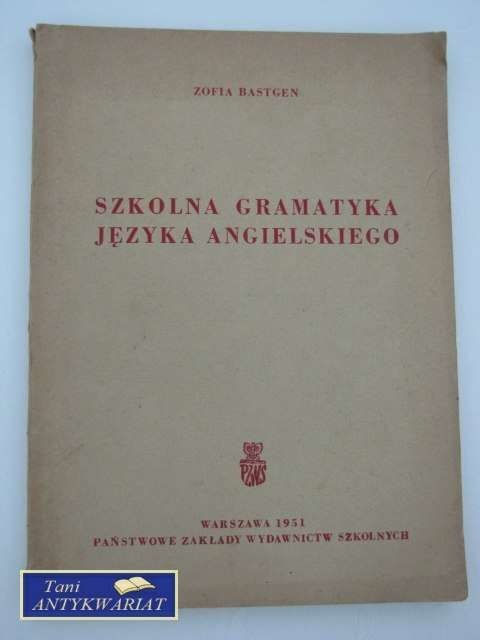 ZOFIA BASTGEN
SZKOLNA GRAMATYKA
JĘZYKA ANGIELSKIEGO
PZWS
WARSZAWA 1951
PAŃSTWOWE ZAKŁADY WYDAWNICTW SZKOLNYCH
Tani
ANTYKWARIAT